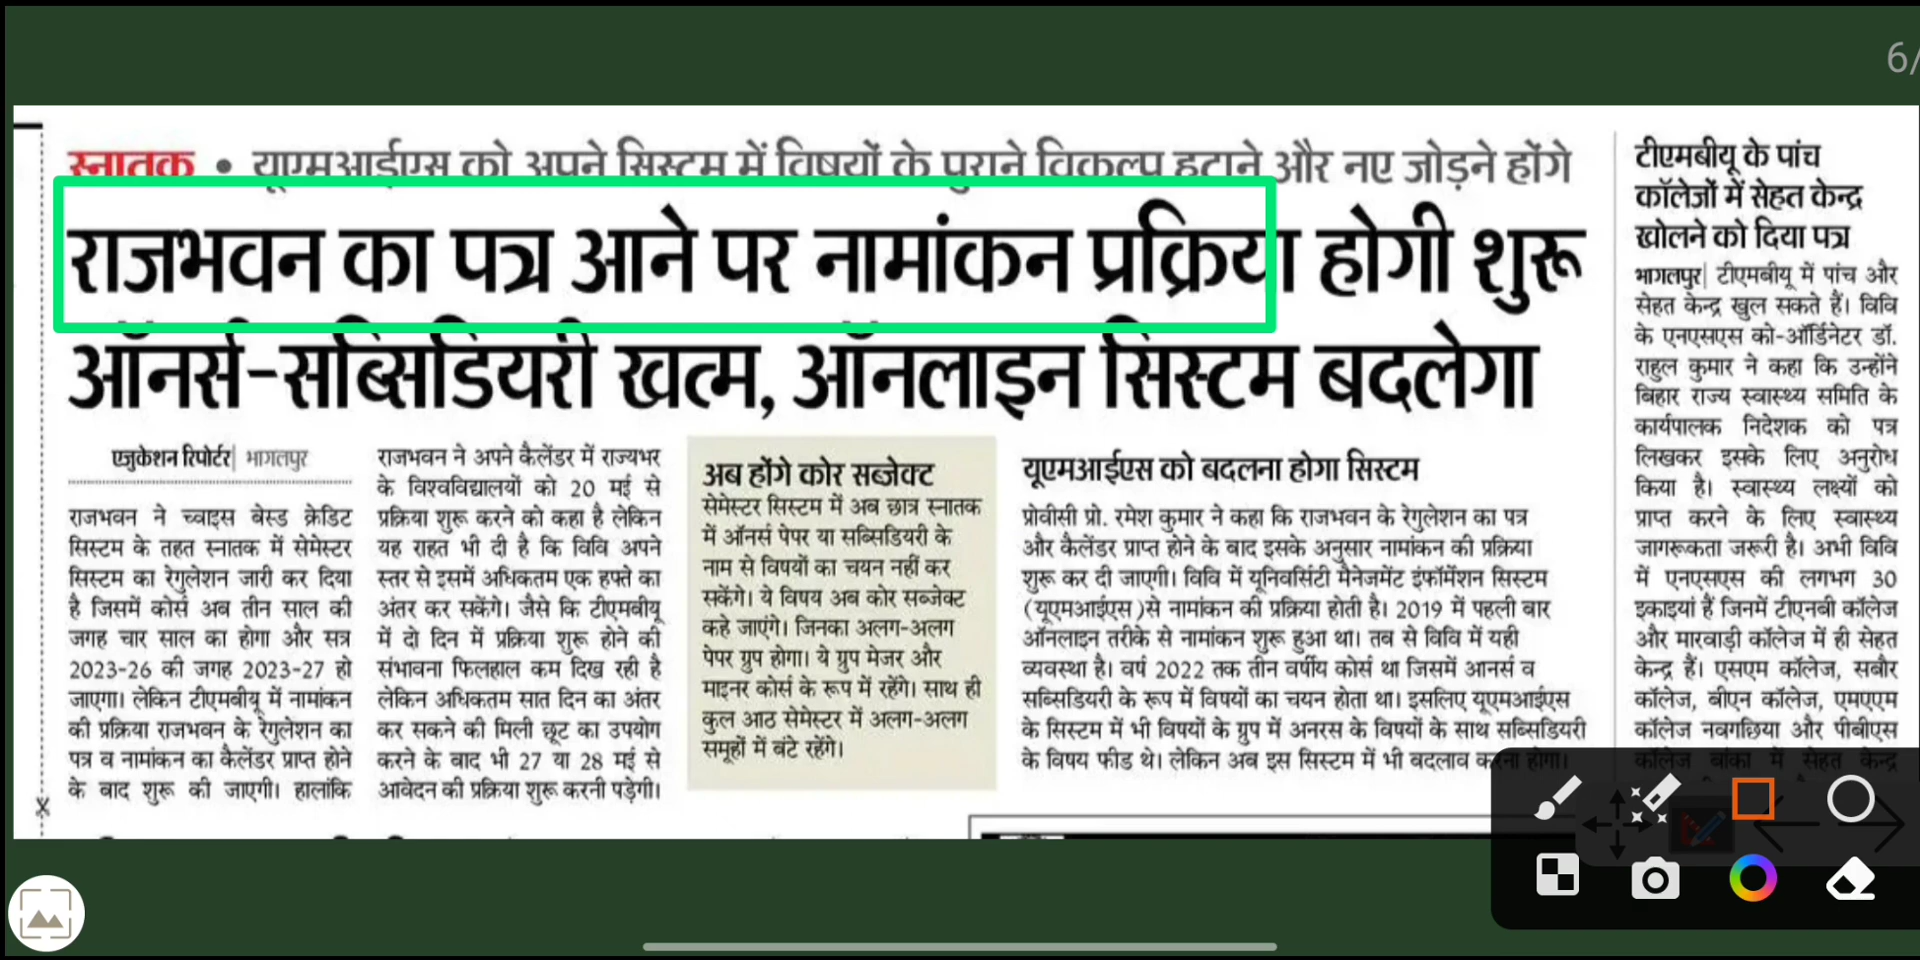 6/
स्नातक • यूएमआईएस को अपने सिस्टम में विषयों के पुराने विकल्प हटाने और नए जोड़ने होंगे
राजभवन का पत्र आने पर नामांकन प्रक्रिया होगी शुरू
ऑनर्स-सब्सिडियरी खत्म, ऑनलाइन सिस्टम बदलेगा
एजुकेशन रिपोर्टर| भागलपुर
राजभवन ने च्वाइस बेस्ड क्रेडिट
सिस्टम के तहत स्नातक में सेमेस्टर
सिस्टम का रेगुलेशन जारी कर दिया
है जिसमें कोर्स अब तीन साल की
जगह चार साल का होगा और सत्र
2023-26 की जगह 2023-27 हो
जाएगा। लेकिन टीएमबीयू में नामांकन
की प्रक्रिया राजभवन के रेगुलेशन का
पत्र व नामांकन का कैलेंडर प्राप्त होने
के बाद शुरू की जाएगी। हालांकि
राजभवन ने अपने कैलेंडर में राज्यभर
के विश्वविद्यालयों को 20 मई से
प्रक्रिया शुरू करने को कहा है लेकिन
यह राहत भी दी है कि विवि अपने
स्तर से इसमें अधिकतम एक हफ्ते का
अंतर कर सकेंगे। जैसे कि टीएमबीयू
में दो दिन में प्रक्रिया शुरू होने की
संभावना फिलहाल कम दिख रही है
लेकिन अधिकतम सात दिन का अंतर
कर सकने की मिली छूट का उपयोग
करने के बाद भी 27 या 28 मई से
आवेदन की प्रक्रिया शुरू करनी पड़ेगी।
अब होंगे कोर सब्जेक्ट
सेमेस्टर सिस्टम में अब छात्र स्नातक
में ऑनर्स पेपर या सब्सिडियरी के
नाम से विषयों का चयन नहीं कर
सकेंगे। ये विषय अब कोर सब्जेक्ट
कहे जाएंगे। जिनका अलग-अलग
पेपर ग्रुप होगा। ये ग्रुप मेजर और
माइनर कोर्स के रूप में रहेंगे। साथ ही
कुल आठ सेमेस्टर में अलग-अलग
समूहों में बंटे रहेंगे।
यूएमआईएस को बदलना होगा सिस्टम
प्रोवीसी प्रो. रमेश कुमार ने कहा कि राजभवन के रेगुलेशन का पत्र
और कैलेंडर प्राप्त होने के बाद इसके अनुसार नामांकन की प्रक्रिया
शुरू कर दी जाएगी। विवि में यूनिवर्सिटी मैनेजमेंट इंफॉर्मेशन सिस्टम
(यूएमआईएस )से नामांकन की प्रक्रिया होती है। 2019 में पहली बार
ऑनलाइन तरीके से नामांकन शुरू हुआ था। तब से विवि में यही
व्यवस्था है। वर्ष 2022 तक तीन वर्षीय कोर्स था जिसमें आनर्स व
सब्सिडियरी के रूप में विषयों का चयन होता था। इसलिए यूएमआईएस
के सिस्टम में भी विषयों के ग्रुप में अनरस के विषयों के साथ सब्सिडियरी
के विषय फीड थे। लेकिन अब इस सिस्टम में भी बदलाव करना होगा।
टीएमबीयू के पांच
कॉलेजों में सेहत केन्द्र
खोलने को दिया पत्र
भागलपुर| टीएमबीयू में पांच और
सेहत केन्द्र खुल सकते हैं। विवि
के एनएसएस को-ऑर्डिनेटर डॉ.
राहुल कुमार ने कहा कि उन्होंने
बिहार राज्य स्वास्थ्य समिति के
कार्यपालक निदेशक को पत्र
लिखकर इसके लिए अनुरोध
किया है। स्वास्थ्य लक्ष्यों को
प्राप्त करने के लिए स्वास्थ्य
जागरूकता जरूरी है। अभी विवि
में एनएसएस की लगभग 30
इकाइयां हैं जिनमें टीएनबी कॉलेज
और मारवाड़ी कॉलेज में ही सेहत
केन्द्र हैं। एसएम कॉलेज, सबौर
कॉलेज, बीएन कॉलेज, एमएएम
कॉलेज नवगछिया और पीबीएस
कॉलेज बांका में सेहत केन्द्र